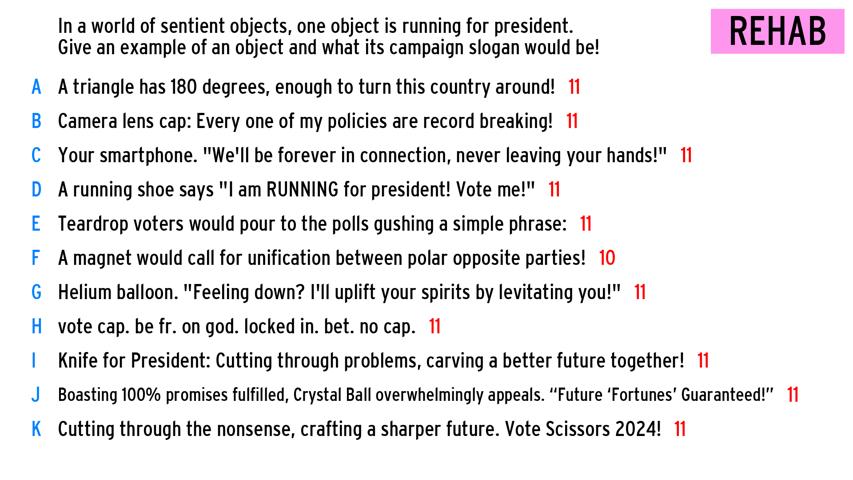 In a world of sentient objects, one object is running for president.
Give an example of an object and what its campaign slogan would be!
REHAB
A A triangle has 180 degrees, enough to turn this country around! 11
B Camera lens cap: Every one of my policies are record breaking! 11
C Your smartphone. "We'll be forever in connection, never leaving your hands!" 11
D A running shoe says "I am RUNNING for president! Vote me!" 11
E Teardrop voters would pour to the polls gushing a simple phrase: 11
F A magnet would call for unification between polar opposite parties! 10
G Helium balloon. "Feeling down? I'll uplift your spirits by levitating you!" 11
H vote cap. be fr. on god. locked in. bet. no cap. 11
I Knife for President: Cutting through problems, carving a better future together! 11
J Boasting 100% promises fulfilled, Crystal Ball overwhelmingly appeals. “Future ‘Fortunes’ Guaranteed!” 11
K Cutting through the nonsense, crafting a sharper future. Vote Scissors 2024! 11